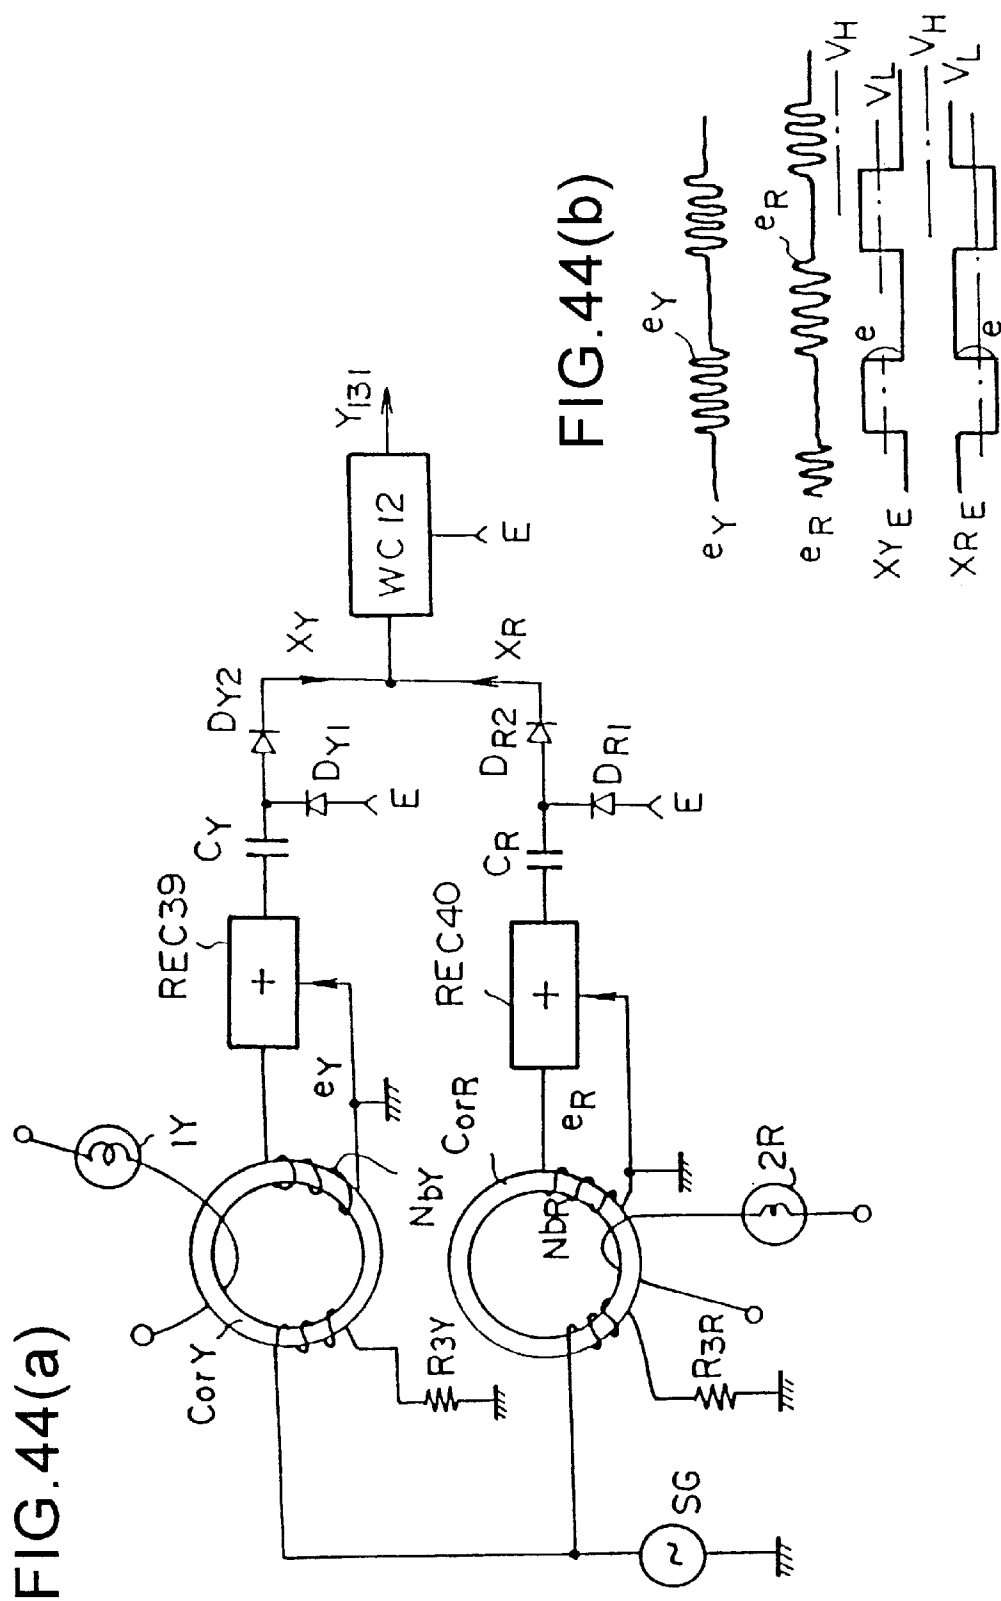 FIG.44(a)
1Y
CorY
NbY
eY
REC39
CY
DY1
E
DY2
XY
WC12
Y131
E
R3Y
SG
R3R
NbR
CorR
eR
2R
REC40
CR
DR1
E
DR2
XR
FIG.44(b)
eY
eY
eR
eR
XY
E
e
VH
VL
XR
E
e
VH
VL